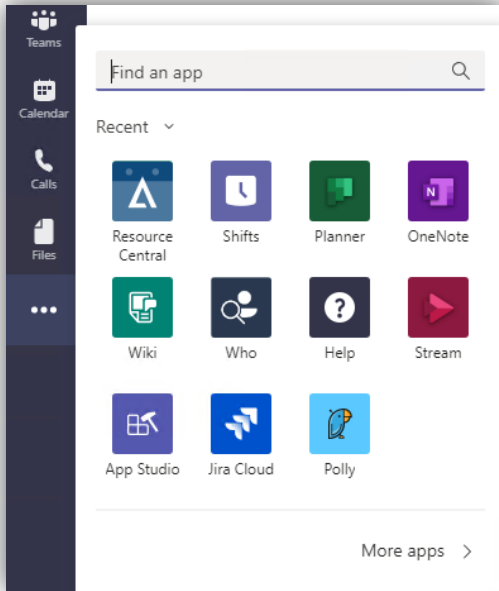 Teams
Calendar
Calls
Files
Find an app
Recent
Resource
Central
Shifts
Planner
OneNote
N
Wiki
Who
Help
Stream
App Studio
Jira Cloud
Polly
More apps